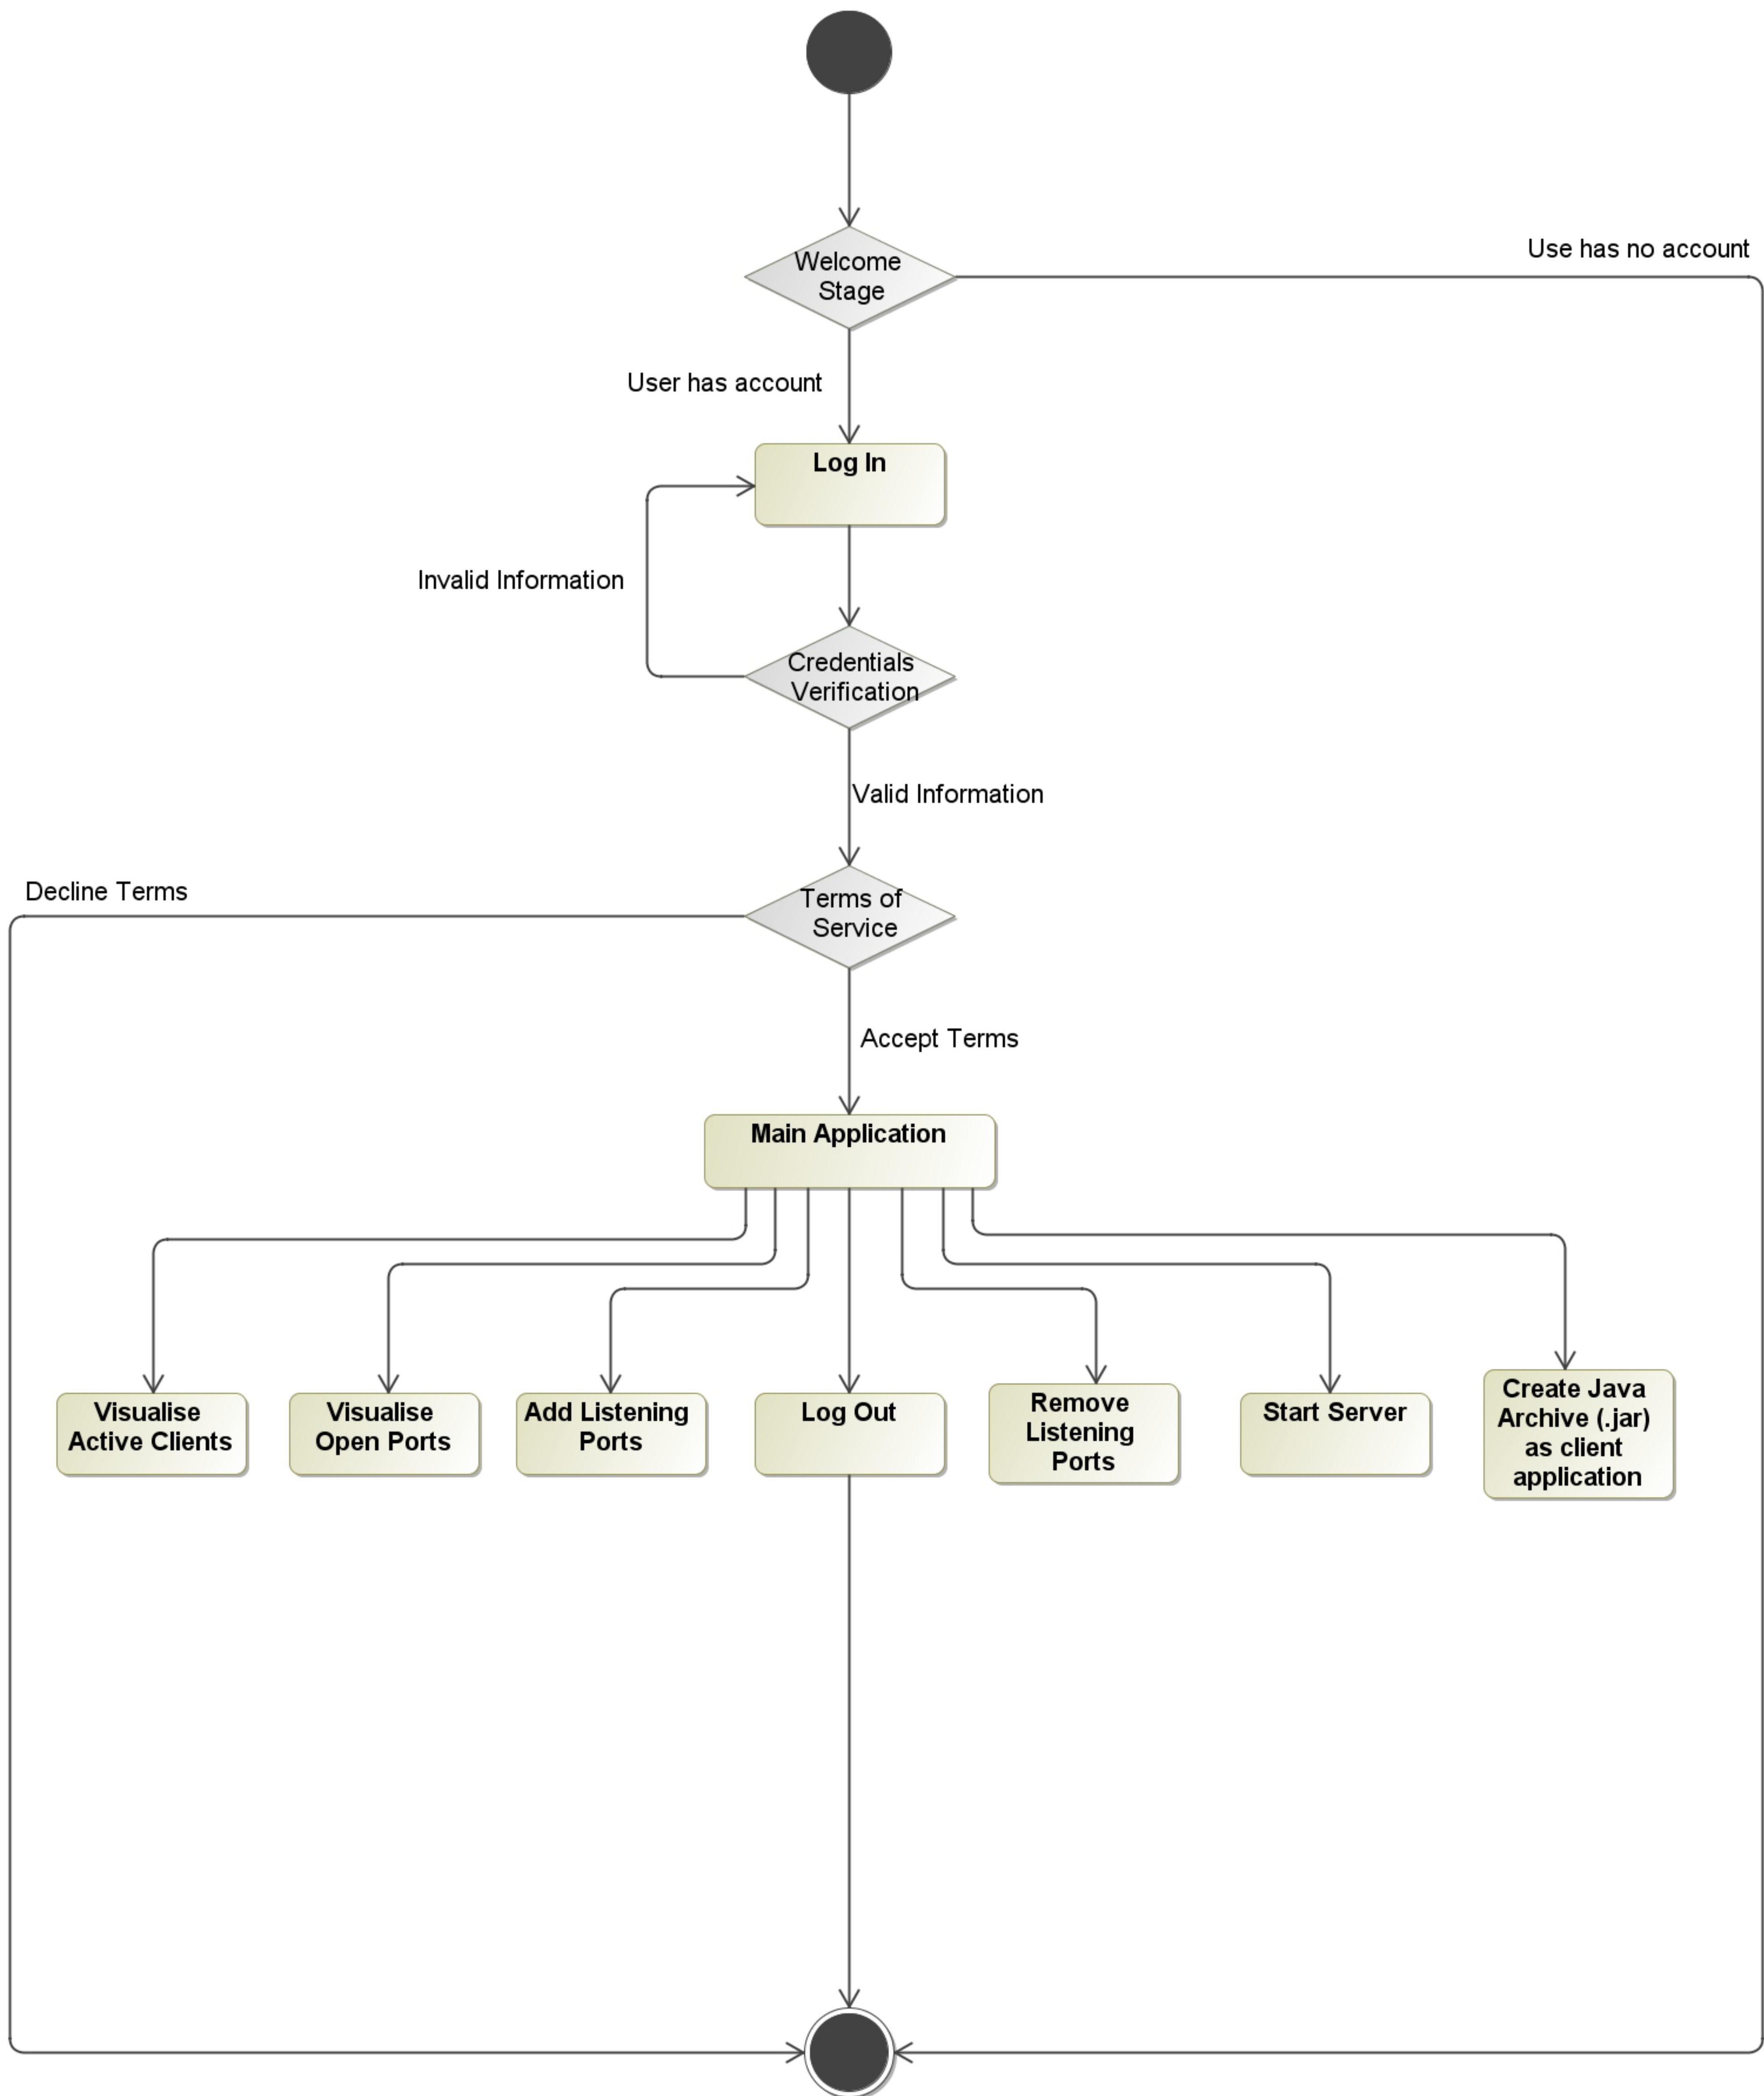 Welcome
Stage
Use has no account
User has account
Log In
Invalid Information
Credentials
Verification
Valid Information
Decline Terms
Terms of
Service
Accept Terms
Main Application
Visualise
Active Clients
Visualise
Open Ports
Add Listening
Ports
Log Out
Remove
Listening
Ports
Start Server
Create Java
Archive (.jar)
as client
application